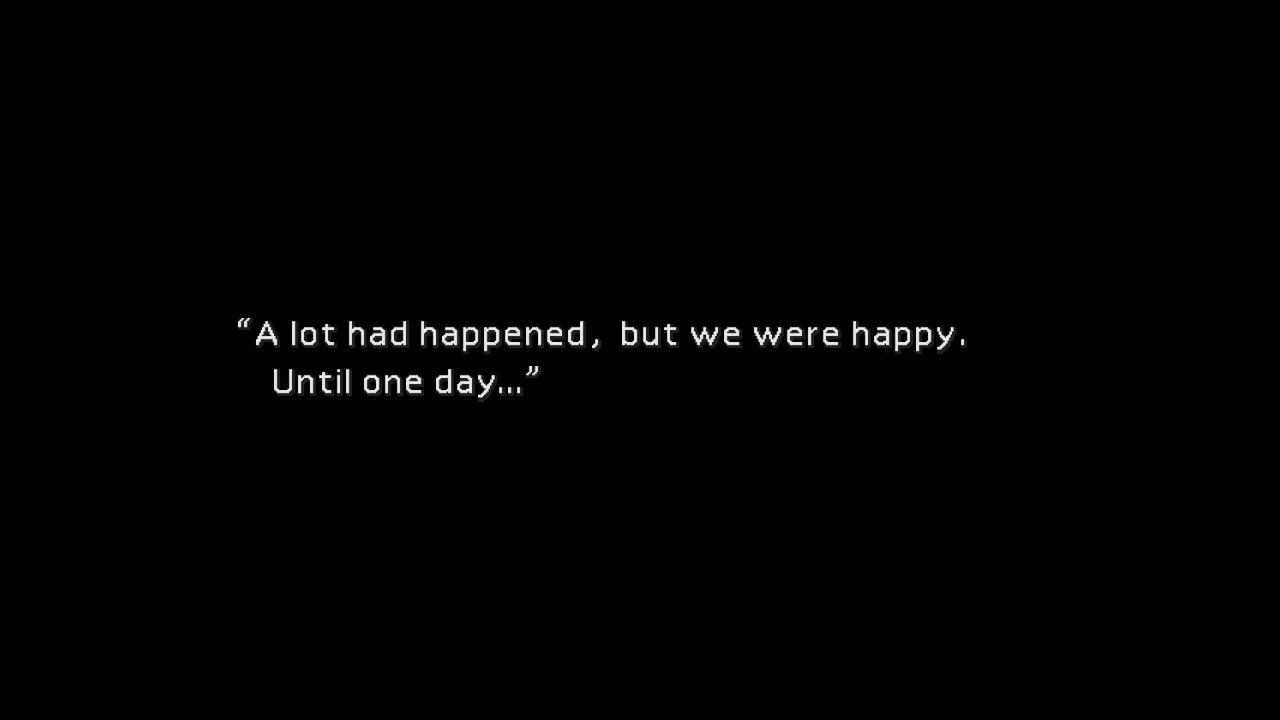 “A lot had happened, but we were happy.
Until one day...”